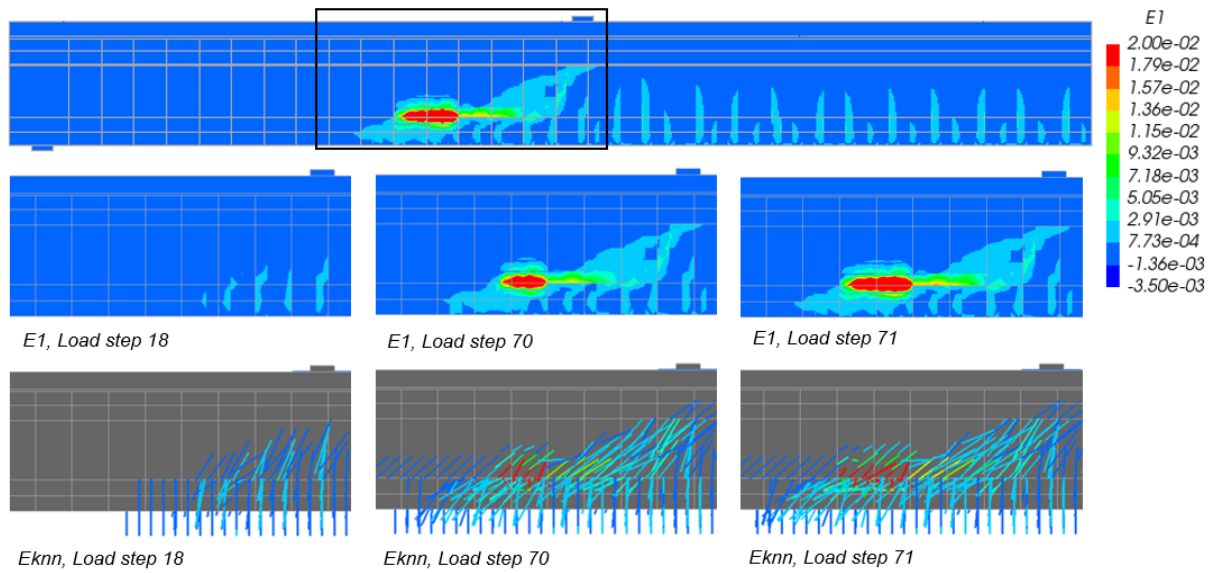 E1
2.00e-02
1.79e-02
1.57e-02
1.36e-02
1.15e-02
9.32e-03
7.18e-03
5.05e-03
2.91e-03
7.73e-04
-1.36e-03
-3.50e-03
E1, Load step 18
E1, Load step 70
E1, Load step 71
Eknn, Load step 18
Eknn, Load step 70
Eknn, Load step 71